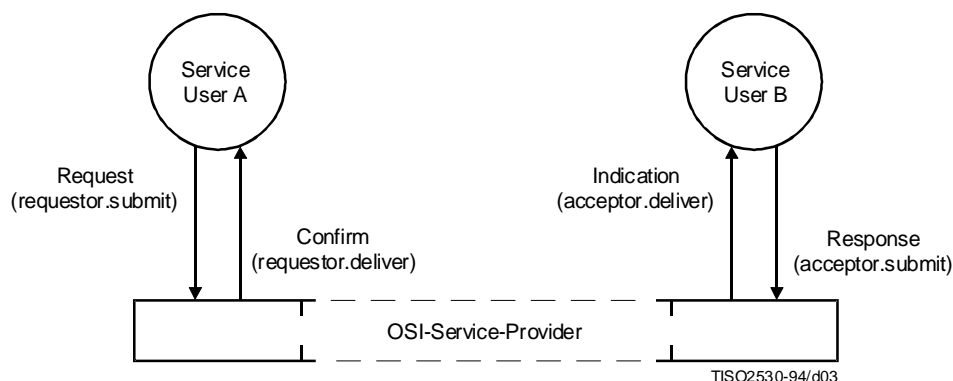 Service
User A
Service
User B
Request
(requestor.submit)
Confirm
(requestor.deliver)
Indication
(acceptor.deliver)
Response
(acceptor.submit)
OSI-Service-Provider
TISO2530-94/d03